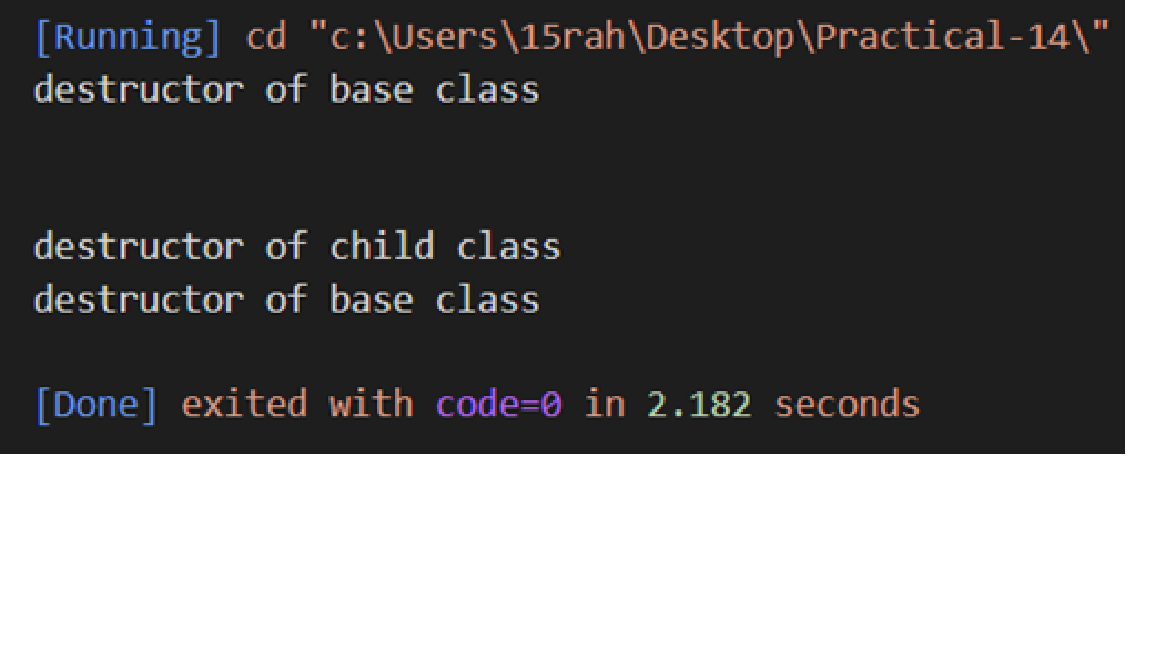 [Running] cd "c:\Users\15rah\Desktop\Practical-14\"
destructor of base class
destructor of child class
destructor of base class
[Done] exited with code=0 in 2.182 seconds